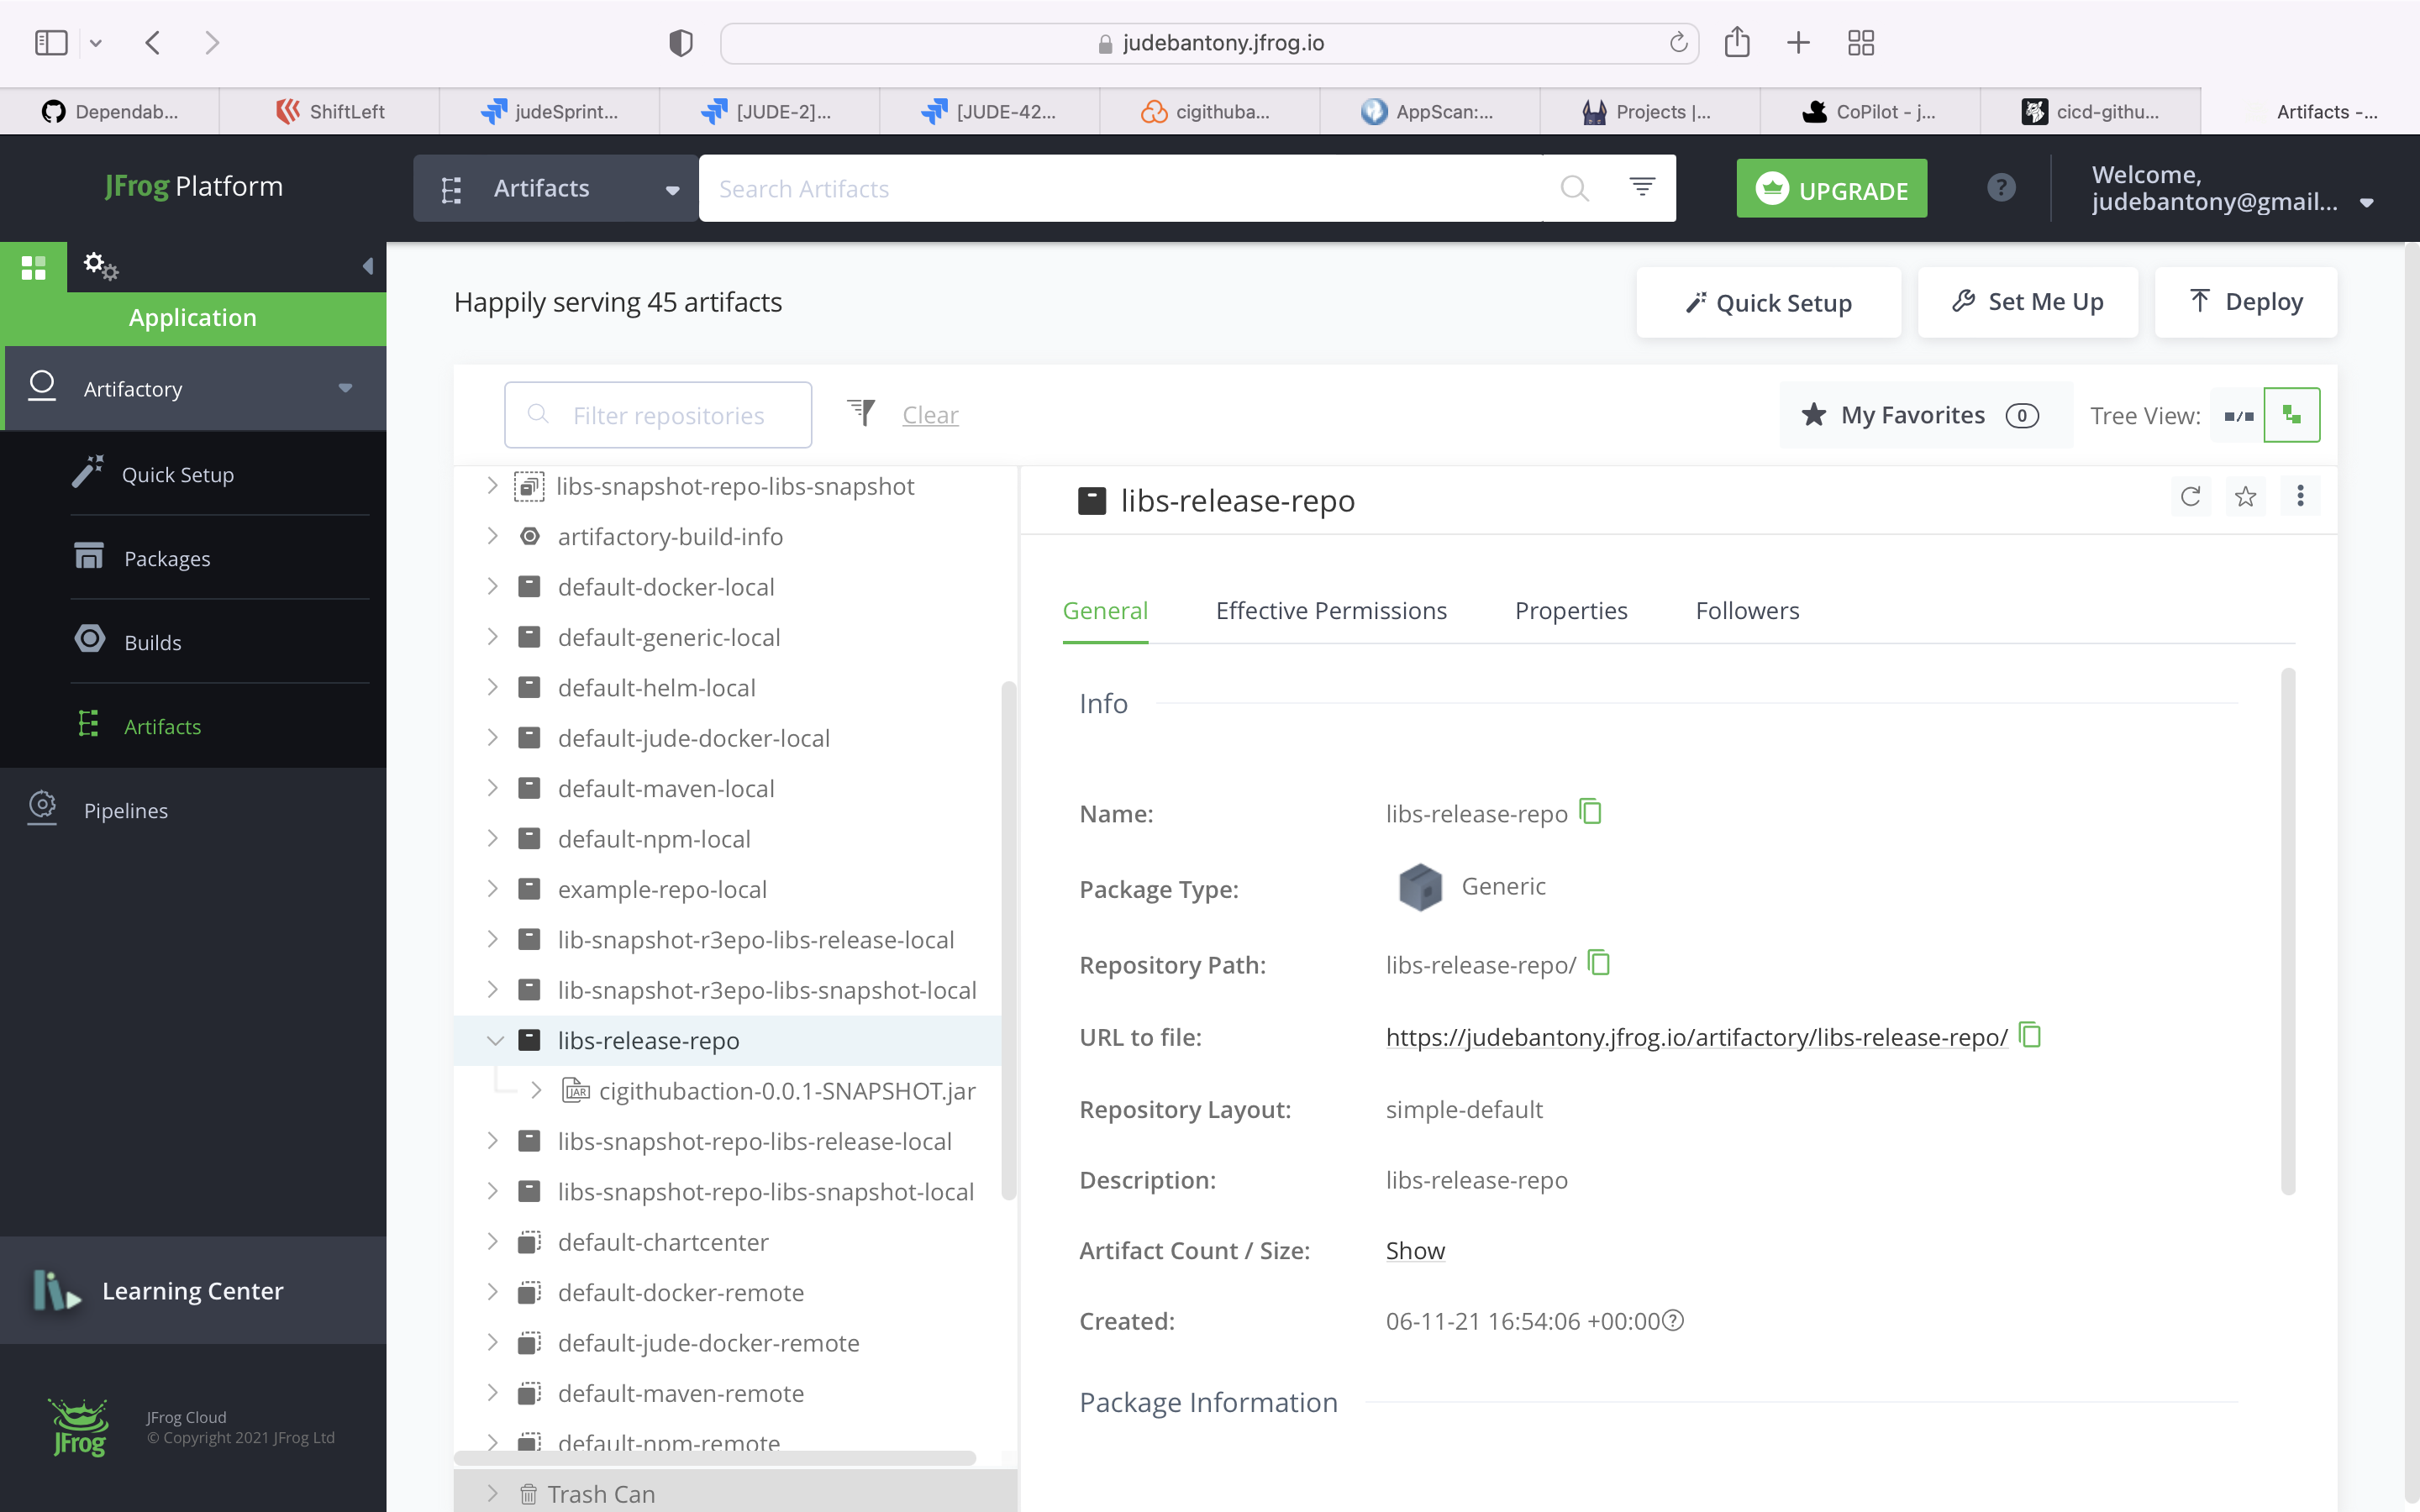 judebantony.jfrog.io
Dependab...
ShiftLeft
judeSprint...
[JUDE-2]...
[JUDE-42...
cigithuba...
AppScan:...
Projects |...
CoPilot - j...
cicd-githu...
Artifacts -...
JFrog Platform
Artifacts
Search Artifacts
UPGRADE
?
Welcome,
judebantony@gmail...
Application
Artifactory
Quick Setup
Packages
Builds
Artifacts
Pipelines
Learning Center
JFrog
JFrog Cloud
© Copyright 2021 JFrog Ltd
Happily serving 45 artifacts
Quick Setup
Set Me Up
Deploy
Filter repositories
Clear
My Favorites 0
Tree View:
libs-snapshot-repo-libs-snapshot
artifactory-build-info
default-docker-local
default-generic-local
default-helm-local
default-jude-docker-local
default-maven-local
default-npm-local
example-repo-local
lib-snapshot-r3epo-libs-release-local
lib-snapshot-r3epo-libs-snapshot-local
libs-release-repo
JAR cigithubaction-0.0.1-SNAPSHOT.jar
libs-snapshot-repo-libs-release-local
libs-snapshot-repo-libs-snapshot-local
default-chartcenter
default-docker-remote
default-jude-docker-remote
default-maven-remote
default-npm-remote
Trash Can
libs-release-repo
General
Effective Permissions
Properties
Followers
Info
Name: libs-release-repo
Package Type: Generic
Repository Path: libs-release-repo/
URL to file: https://judebantony.jfrog.io/artifactory/libs-release-repo/
Repository Layout: simple-default
Description: libs-release-repo
Artifact Count / Size: Show
Created: 06-11-21 16:54:06 +00:00 ?
Package Information